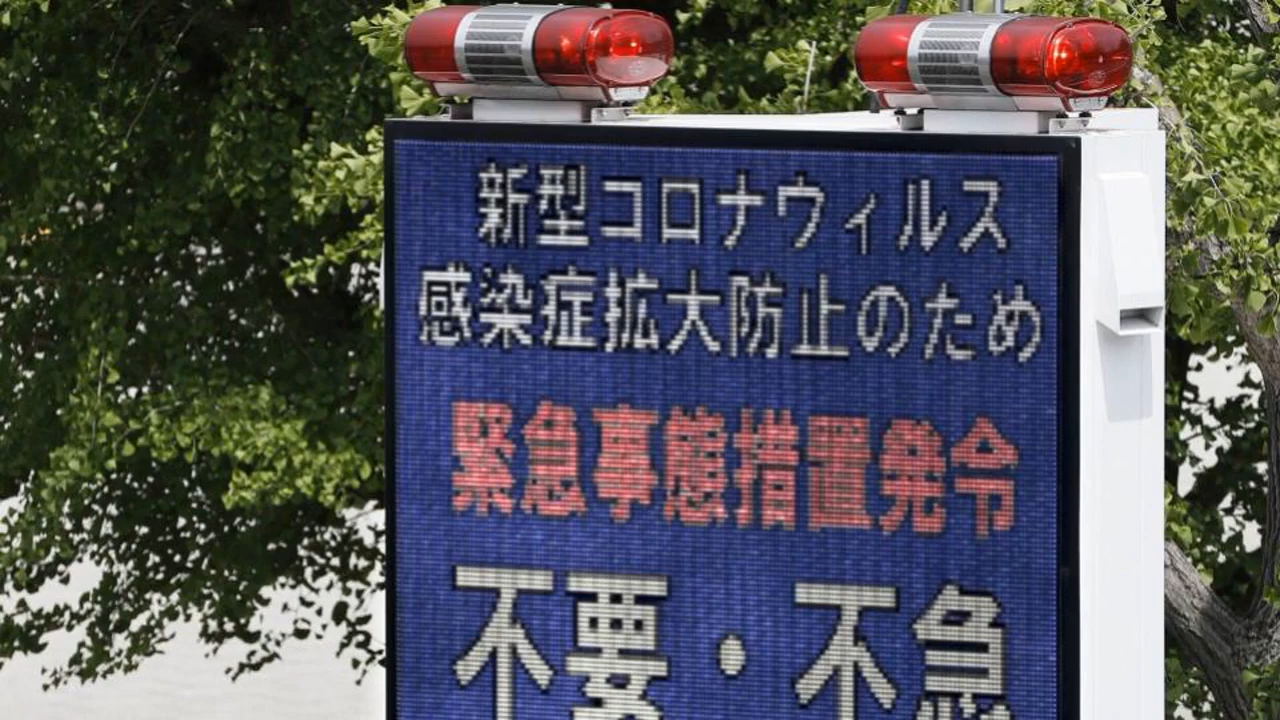 新型コロナウィルス
感染症拡大防止のため
緊急事態措置発令
不要・不急